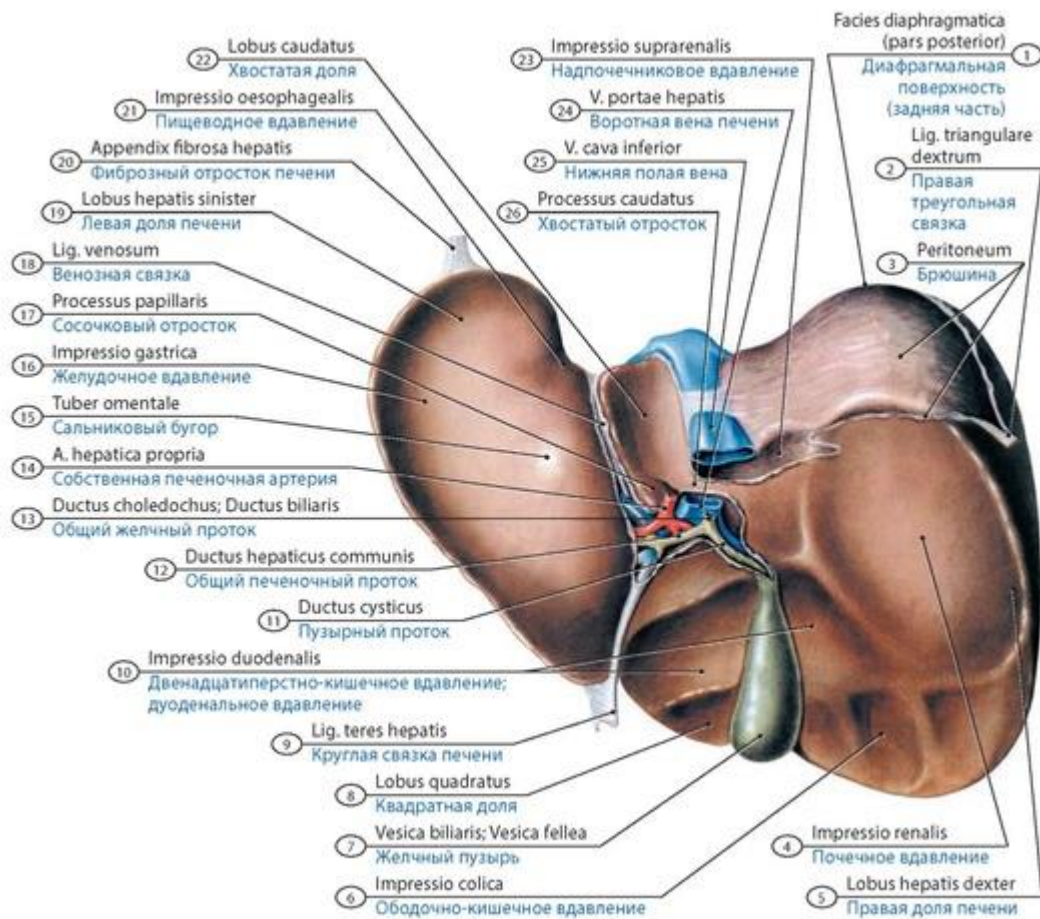 Facies diaphragmatica
(pars posterior)
1
Диафрагмальная
поверхность
(задняя часть)
Lig. triangulare
dextrum
2
Правая
треугольная
связка
3
Peritoneum
Брюшина
4
Impressio renalis
Почечное вдавление
5
Lobus hepatis dexter
Правая доля печени
6
Impressio colica
Ободочно-кишечное вдавление
7
Vesica biliaris; Vesica fellea
Желчный пузырь
8
Lobus quadratus
Квадратная доля
9
Lig. teres hepatis
Круглая связка печени
10
Impressio duodenalis
Двенадцатиперстно-кишечное вдавление;
дуоденальное вдавление
11
Ductus cysticus
Пузырный проток
12
Ductus hepaticus communis
Общий печеночный проток
13
Ductus choledochus; Ductus biliaris
Общий желчный проток
14
A. hepatica propria
Собственная печеночная артерия
15
Tuber omentale
Сальниковый бугор
16
Impressio gastrica
Желудочное вдавление
17
Processus papillaris
Сосочковый отросток
18
Lig. venosum
Венозная связка
19
Lobus hepatis sinister
Левая доля печени
20
Appendix fibrosa hepatis
Фиброзный отросток печени
21
Impressio oesophagealis
Пищеводное вдавление
22
Lobus caudatus
Хвостатая доля
23
Impressio suprarenalis
Надпочечниковое вдавление
24
V. portae hepatis
Воротная вена печени
25
V. cava inferior
Нижняя полая вена
26
Processus caudatus
Хвостатый отросток